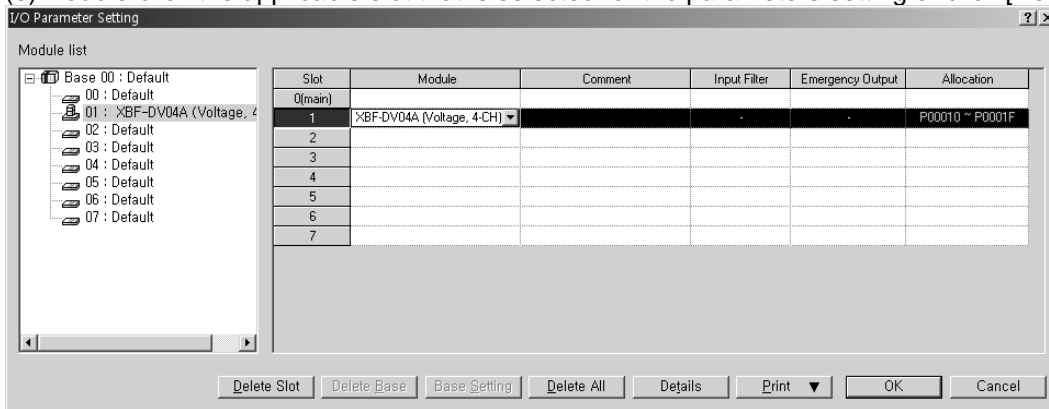 I/O Parameter Setting
Module list
Base 00 : Default
00 : Default
01 : XBF-DV04A (Voltage, 4
02 : Default
03 : Default
04 : Default
05 : Default
06 : Default
07 : Default
Slot Module Comment Input Filter Emergency Output Allocation
0(main)
1 XBF-DV04A (Voltage, 4-CH) - - P00010 ~ P0001F
2
3
4
5
6
7
Delete Slot Delete Base Base Setting Delete All Details Print ▼ OK Cancel